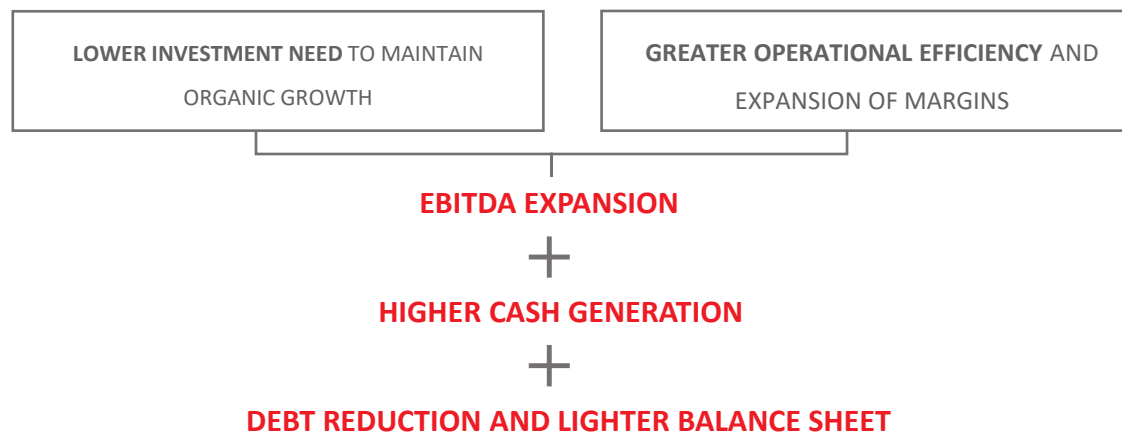 LOWER INVESTMENT NEED TO MAINTAIN
ORGANIC GROWTH
GREATER OPERATIONAL EFFICIENCY AND
EXPANSION OF MARGINS
EBITDA EXPANSION
+
HIGHER CASH GENERATION
+
DEBT REDUCTION AND LIGHTER BALANCE SHEET